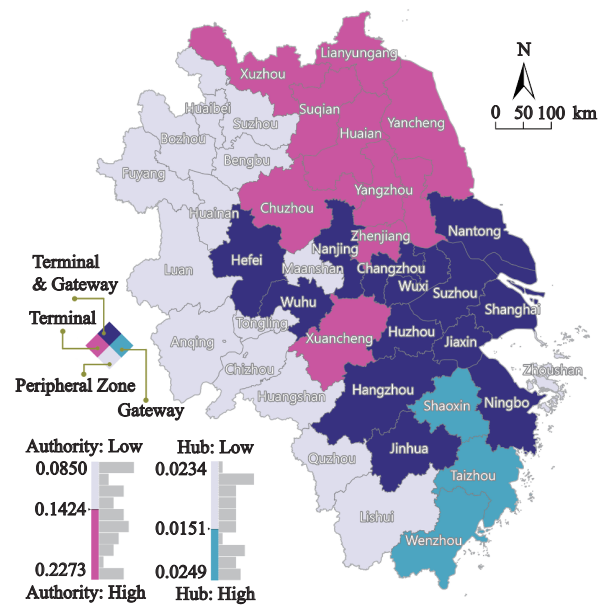 Lianyungang
N
Xuzhou
0 50 100 km
Huaibei
Suqian
Suzhou
Yancheng
Huaian
Bozhou
Bengbu
Fuyang
Yangzhou
Chuzhou
Huainan
Nantong
Zhenjiang
Nanjing
Hefei
Luan
Maanshan
Changzhou
Terminal
& Gateway
Wuxi
Suzhou
Wuhu
Shanghai
Terminal
Tongling
Huzhou
Xuancheng
Jiaxin
Anqing
Chizhou
Zhoushan
Peripheral Zone
Hangzhou
Huangshan
Gateway
Shaoxin
Ningbo
Authority: Low
Hub: Low
Jinhua
Quzhou
0.0850
0.0234
Taizhou
0.1424
Lishui
0.0151
Wenzhou
0.2273
0.0249
Authority: High
Hub: High